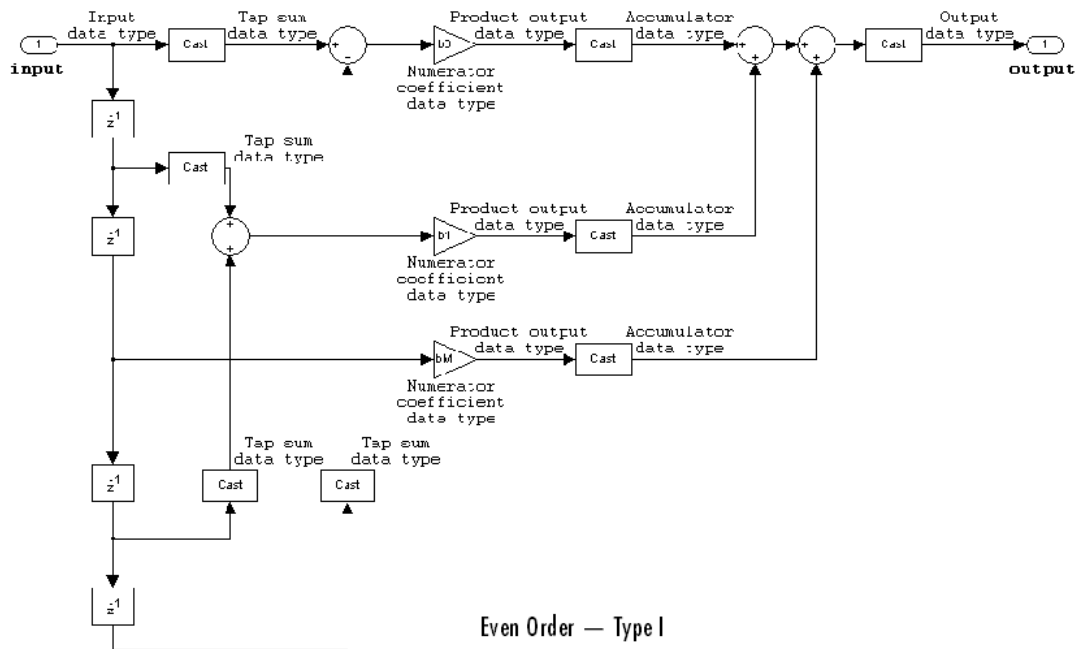 Input
data type
Tap sum
data type
Product output
data type
Accumulator
data type
Output
data type
1
Cast
+
-
b0
Cast
+
+
+
+
Cast
1
input
output
Numerator
coefficient
data type
z-1
Tap sum
data type
Cast
z-1
+
+
Product output
data type
Accumulator
data type
b1
Cast
Numerator
coefficient
data type
Product output
data type
Accumulator
data type
bM
Cast
Numerator
coefficient
data type
Tap sum
data type
Tap sum
data type
z-1
Cast
Cast
z-1
Even Order — Type I